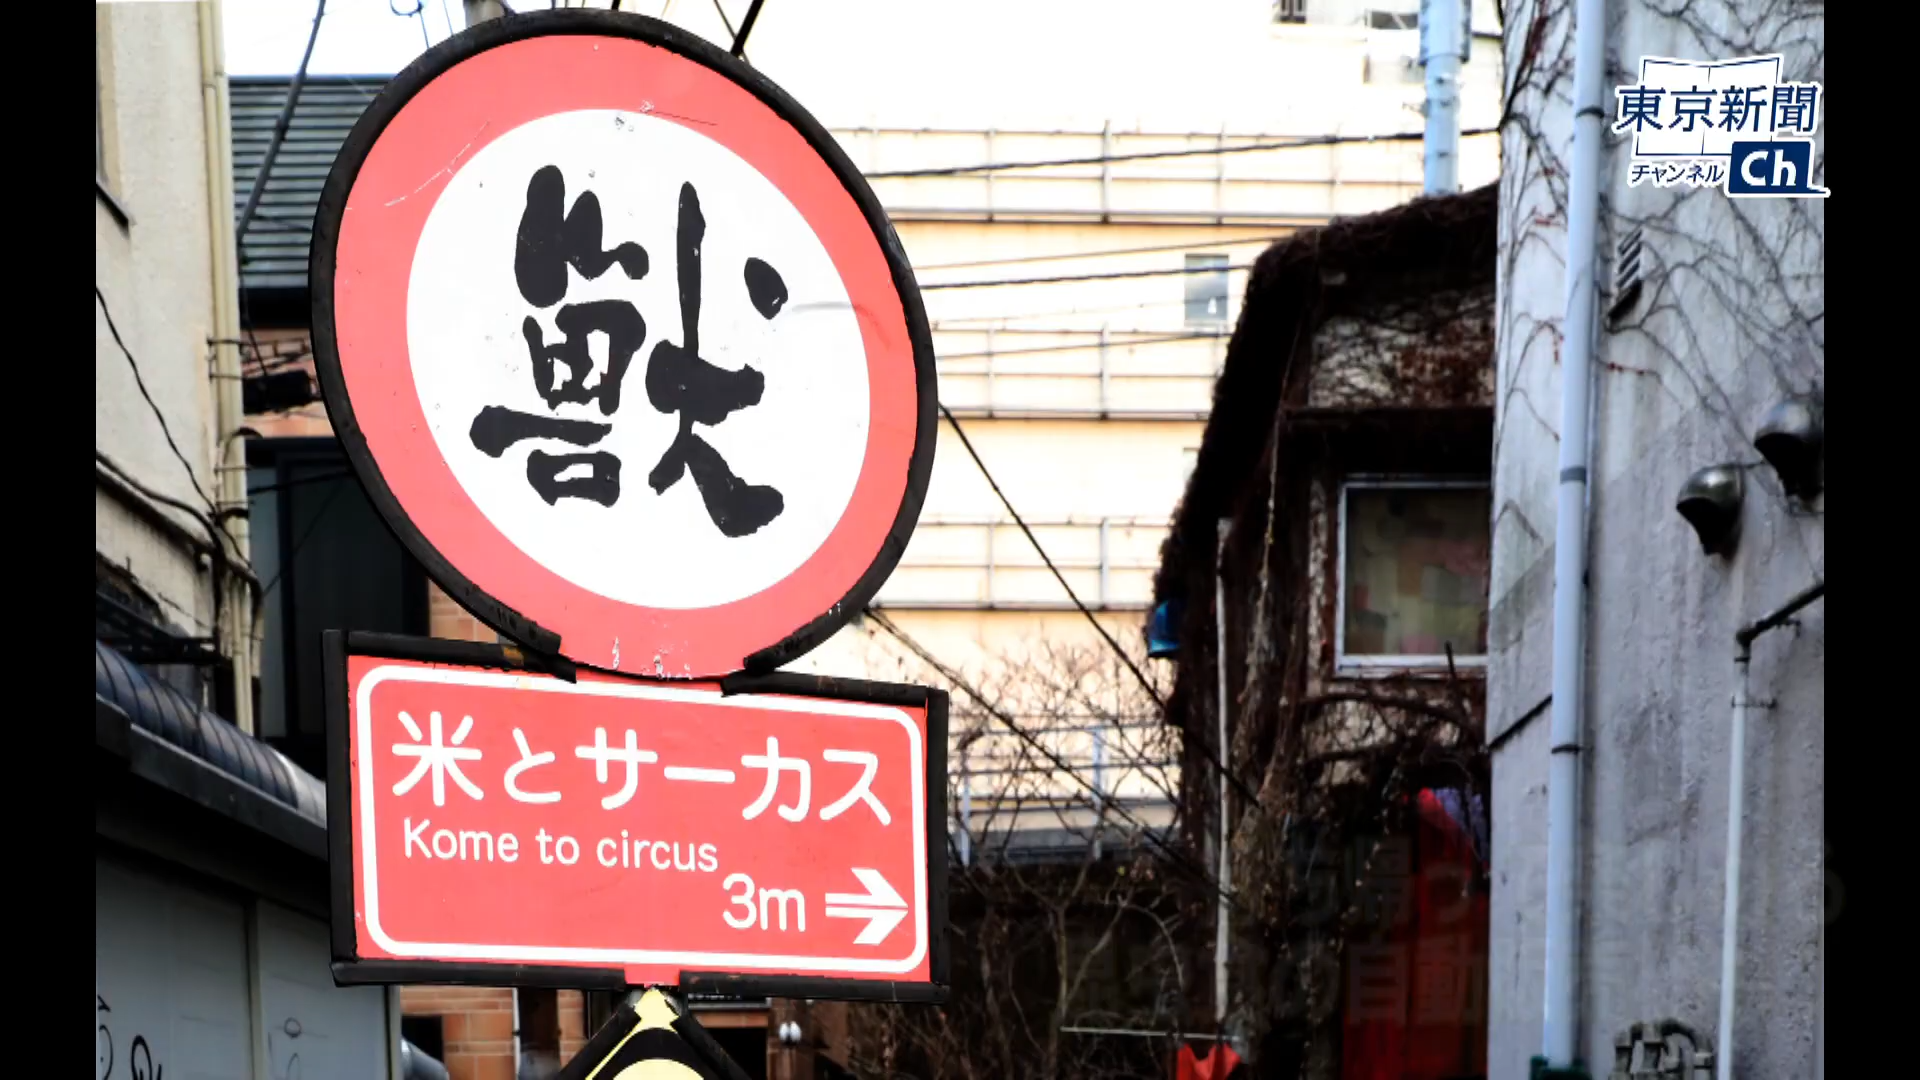 獣
米とサーカス
Kome to circus
3m
東京新聞
チャンネル Ch